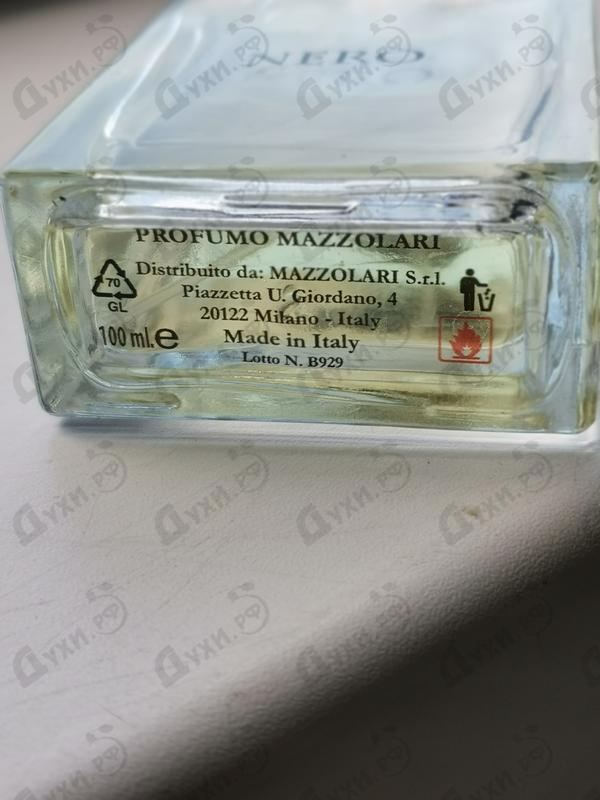 NERO
PROFUMO MAZZOLARI
Distribuito da: MAZZOLARI S.r.l.
Piazzetta U. Giordano, 4
20122 Milano - Italy
Made in Italy
Lotto N. B929
70
GL
100 ml.e
Духи.рф